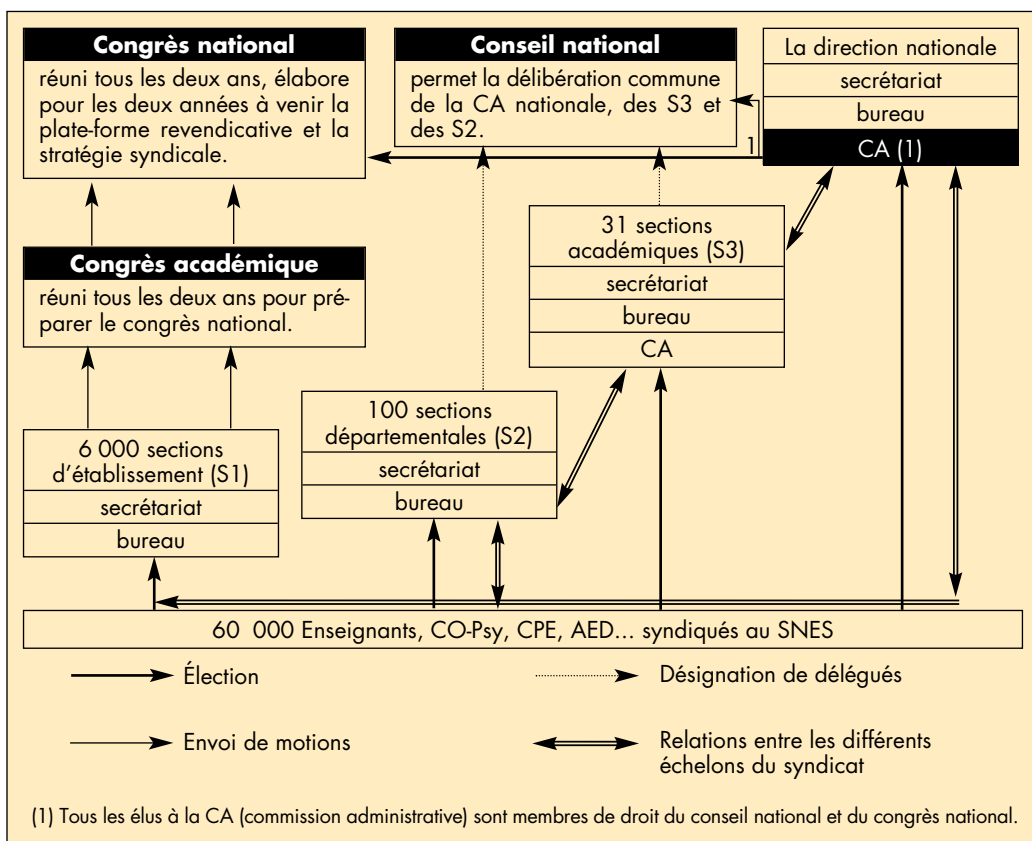 Congrès national
réuni tous les deux ans, élabore
pour les deux années à venir la
plate-forme revendicative et la
stratégie syndicale.
Conseil national
permet la délibération commune
de la CA nationale, des S3 et
des S2.
La direction nationale
secrétariat
bureau
CA (1)
1
31 sections
académiques (S3)
secrétariat
bureau
CA
Congrès académique
réuni tous les deux ans pour pré-
parer le congrès national.
100 sections
départementales (S2)
secrétariat
bureau
6 000 sections
d'établissement (S1)
secrétariat
bureau
60 000 Enseignants, CO-Psy, CPE, AED... syndiqués au SNES
Élection
Désignation de délégués
Envoi de motions
Relations entre les différents
échelons du syndicat
(1) Tous les élus à la CA (commission administrative) sont membres de droit du conseil national et du congrès national.